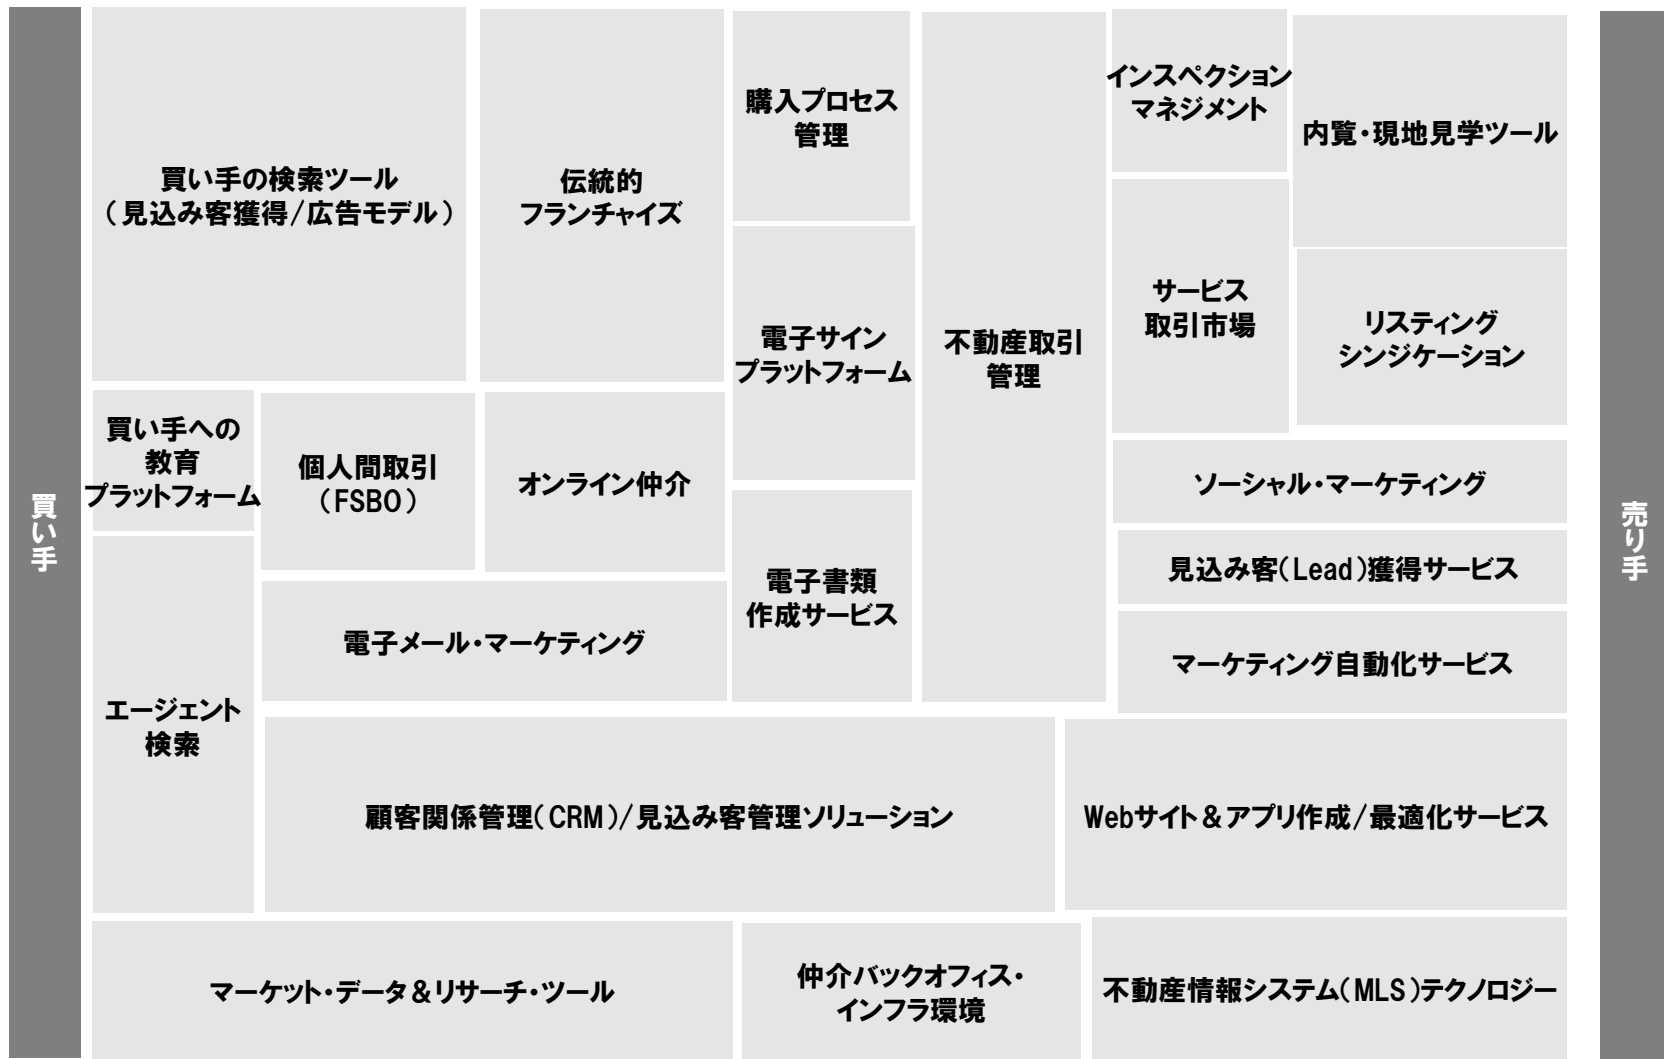 買い手
買い手の検索ツール
（見込み客獲得/広告モデル）
伝統的
フランチャイズ
購入プロセス
管理
不動産取引
管理
インスペクション
マネジメント
内覧・現地見学ツール
電子サイン
プラットフォーム
サービス
取引市場
リスティング
シンジケーション
買い手への
教育
プラットフォーム
個人間取引
（FSBO）
オンライン仲介
ソーシャル・マーケティング
電子書類
作成サービス
見込み客（Lead）獲得サービス
電子メール・マーケティング
マーケティング自動化サービス
エージェント
検索
顧客関係管理（CRM）/見込み客管理ソリューション
Webサイト＆アプリ作成/最適化サービス
マーケット・データ＆リサーチ・ツール
仲介バックオフィス・
インフラ環境
不動産情報システム（MLS）テクノロジー
売り手